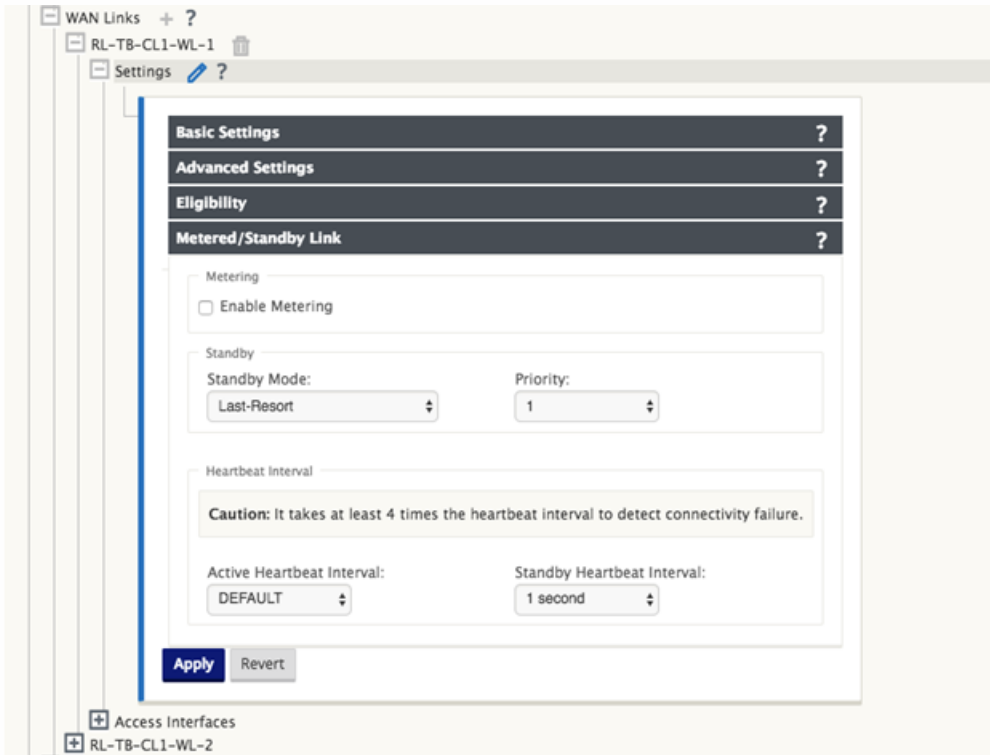 WAN Links + ?
RL-TB-CL1-WL-1
Settings ?
Basic Settings ?
Advanced Settings ?
Eligibility ?
Metered/Standby Link ?
Metering
Enable Metering
Standby
Standby Mode: Priority:
Last-Resort 1
Heartbeat Interval
Caution: It takes at least 4 times the heartbeat interval to detect connectivity failure.
Active Heartbeat Interval: Standby Heartbeat Interval:
DEFAULT 1 second
Apply Revert
Access Interfaces
RL-TB-CL1-WL-2